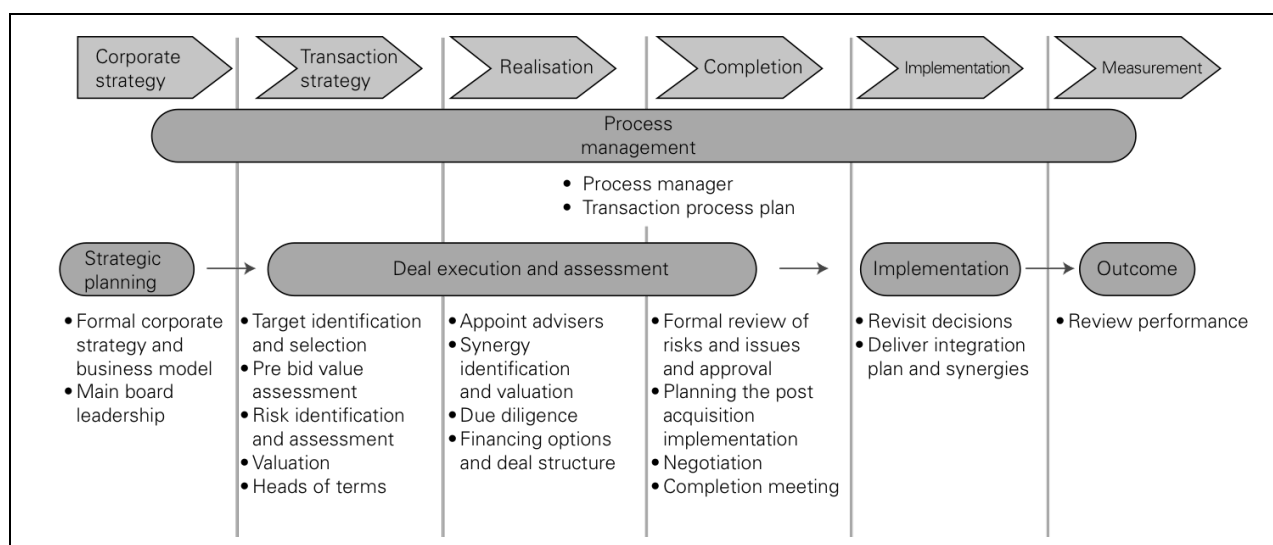 Corporate
strategy
Transaction
strategy
Realisation
Completion
Implementation
Measurement
Process
management
• Process manager
• Transaction process plan
Strategic
planning
Deal execution and assessment
Implementation
Outcome
• Formal corporate
strategy and
business model
• Main board
leadership
• Target identification
and selection
• Pre bid value
assessment
• Risk identification
and assessment
• Valuation
• Heads of terms
• Appoint advisers
• Synergy
identification
and valuation
• Due diligence
• Financing options
and deal structure
• Formal review of
risks and issues
and approval
• Planning the post
acquisition
implementation
• Negotiation
• Completion meeting
• Revisit decisions
• Deliver integration
plan and synergies
• Review performance